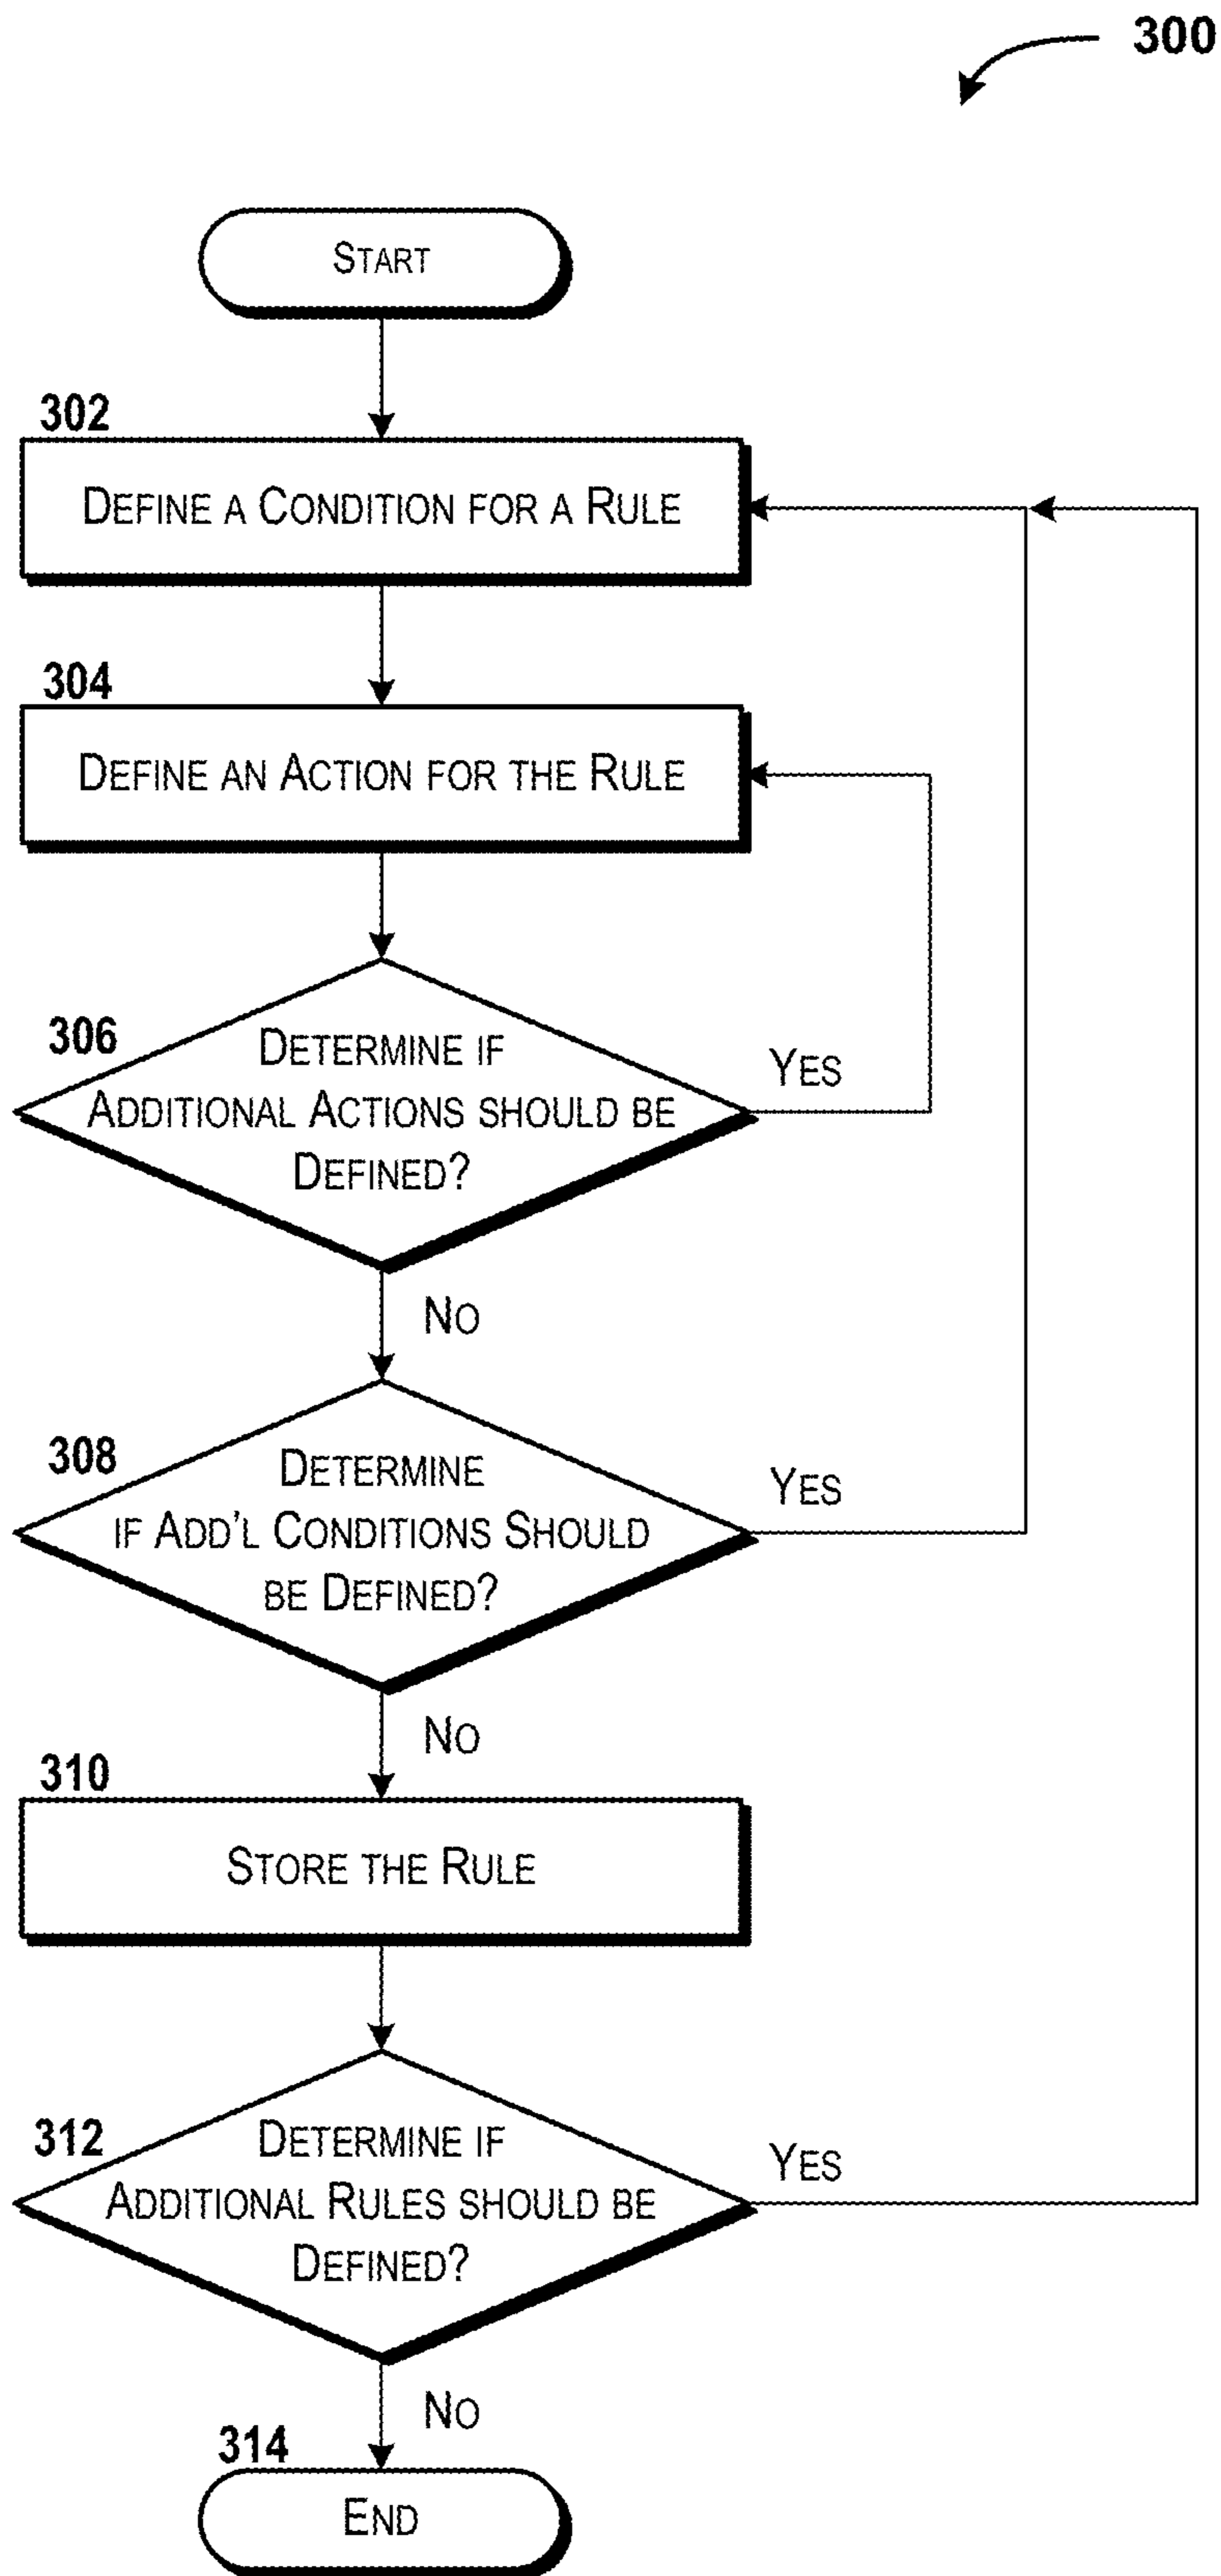 300
START
302
DEFINE A CONDITION FOR A RULE
304
DEFINE AN ACTION FOR THE RULE
306
DETERMINE IF
ADDITIONAL ACTIONS SHOULD BE
DEFINED?
YES
NO
308
DETERMINE
IF ADD'L CONDITIONS SHOULD
BE DEFINED?
YES
NO
310
STORE THE RULE
312
DETERMINE IF
ADDITIONAL RULES SHOULD BE
DEFINED?
YES
NO
314
END